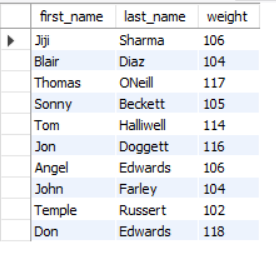 first_name last_name weight
Jiji Sharma 106
Blair Diaz 104
Thomas ONeill 117
Sonny Beckett 105
Tom Halliwell 114
Jon Doggett 116
Angel Edwards 106
John Farley 104
Temple Russert 102
Don Edwards 118